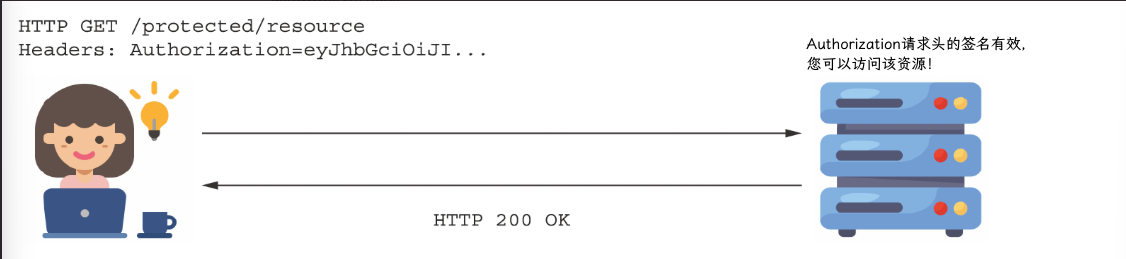 HTTP GET /protected/resource
Headers: Authorization=eyJhbGciOiJI...
Authorization请求头的签名有效,
您可以访问该资源!
HTTP 200 OK